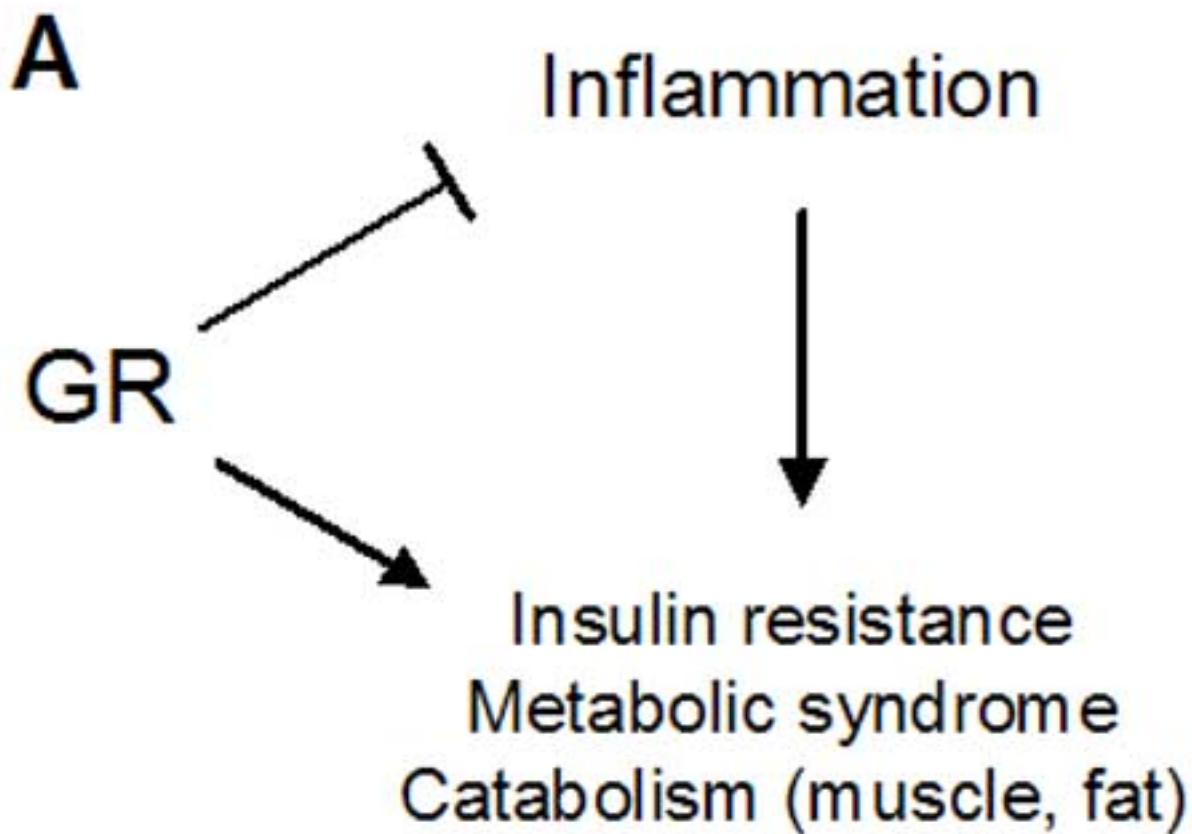 A
Inflammation
GR
Insulin resistance
Metabolic syndrome
Catabolism (muscle, fat)